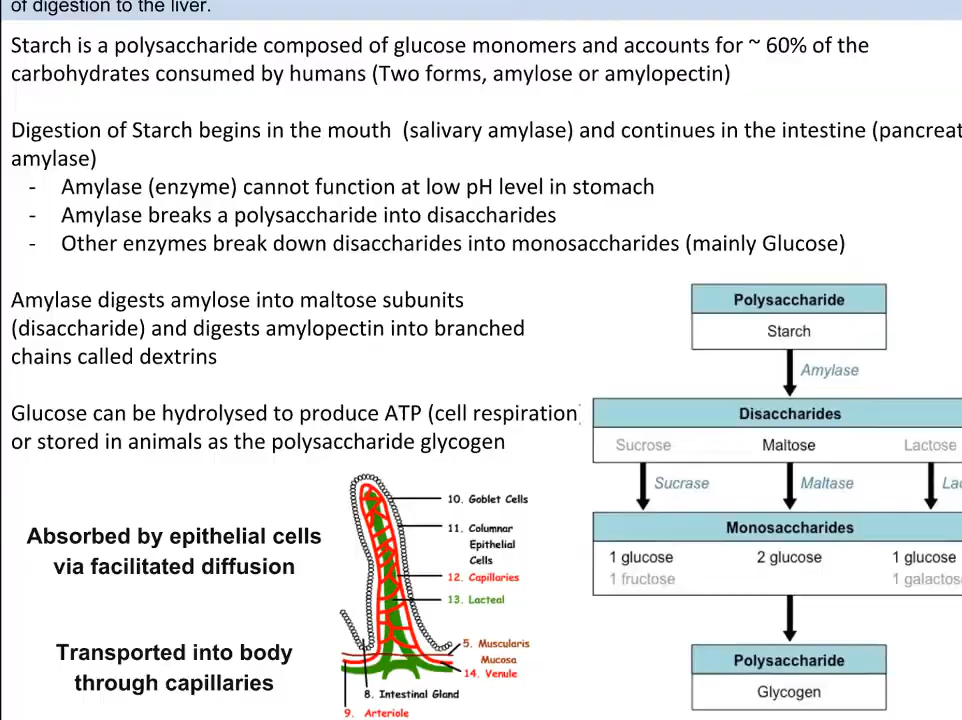 of digestion to the liver.
Starch is a polysaccharide composed of glucose monomers and accounts for ~ 60% of the
carbohydrates consumed by humans (Two forms, amylose or amylopectin)
Digestion of Starch begins in the mouth (salivary amylase) and continues in the intestine (pancreat
amylase)
- Amylase (enzyme) cannot function at low pH level in stomach
- Amylase breaks a polysaccharide into disaccharides
- Other enzymes break down disaccharides into monosaccharides (mainly Glucose)
Amylase digests amylose into maltose subunits
(disaccharide) and digests amylopectin into branched
chains called dextrins
Glucose can be hydrolysed to produce ATP (cell respiration)
or stored in animals as the polysaccharide glycogen
Absorbed by epithelial cells
via facilitated diffusion
Transported into body
through capillaries
10. Goblet Cells
11. Columnar
Epithelial
Cells
12. Capillaries
13. Lacteal
5. Muscularis
Mucosa
14. Venule
8. Intestinal Gland
9. Arteriole
Polysaccharide
Starch
Amylase
Disaccharides
Sucrose Maltose Lactose
Sucrase Maltase Lac
Monosaccharides
1 glucose 2 glucose 1 glucose
1 fructose 1 galactos
Polysaccharide
Glycogen